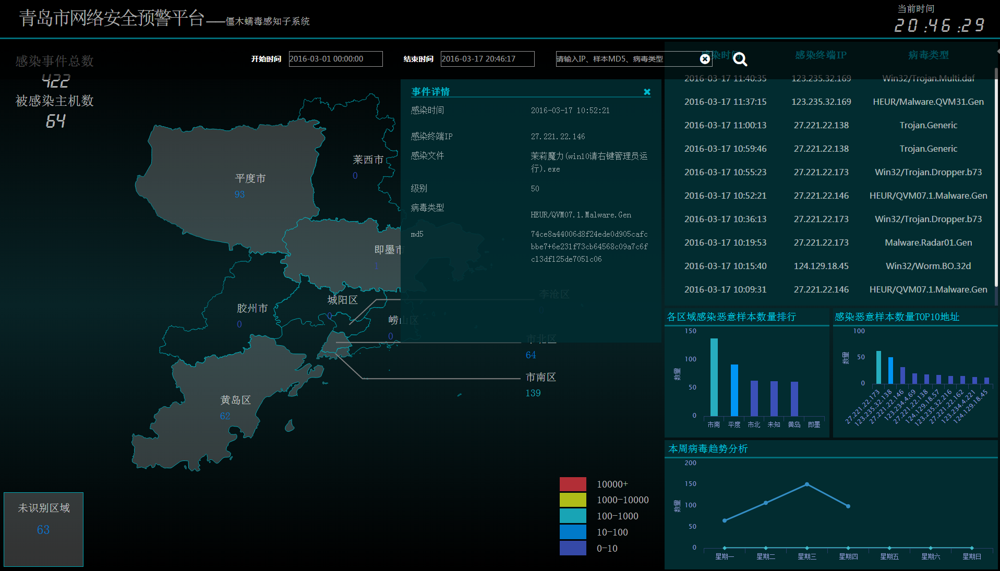 青岛市网络安全预警平台——僵木蠕毒感知子系统
当前时间
20:46:29
感染事件总数
422
被感染主机数
64
开始时间 2016-03-01 00:00:00 结束时间 2016-03-17 20:46:17 请输入IP、样本MD5、病毒类型
感染时间 感染终端IP 病毒类型
2016-03-17 11:40:35 123.235.32.169 Win32/Trojan.Multi.daf
2016-03-17 11:37:15 123.235.32.169 HEUR/Malware.QVM31.Gen
2016-03-17 11:00:13 27.221.22.138 Trojan.Generic
2016-03-17 10:59:46 27.221.22.138 Trojan.Generic
2016-03-17 10:55:23 27.221.22.173 Win32/Trojan.Dropper.b73
2016-03-17 10:52:21 27.221.22.146 HEUR/QVM07.1.Malware.Gen
2016-03-17 10:36:13 27.221.22.173 Win32/Trojan.Dropper.b73
2016-03-17 10:19:53 27.221.22.173 Malware.Radar01.Gen
2016-03-17 10:15:40 124.129.18.45 Win32/Worm.BO.32d
2016-03-17 10:09:31 27.221.22.146 HEUR/QVM07.1.Malware.Gen
事件详情
感染时间 2016-03-17 10:52:21
感染终端IP 27.221.22.146
感染文件 茉莉魔力(win10请右键管理员运
行).exe
级别 50
病毒类型 HEUR/QVM07.1.Malware.Gen
md5 74ce8a44006d8f24ede0d905cafc
bbe7+6e231f73cb64568c09a7c6f
c13df125de7051c06
莱西市
0
平度市
93
即墨市
1
胶州市
0
城阳区
0
崂山区
0
李沧区
0
市北区
64
市南区
139
黄岛区
62
未识别区域
63
10000+
1000-10000
100-1000
10-100
0-10
各区域感染恶意样本数量排行
150
100
50
0
数量
市南 平度 市北 未知 黄岛 即墨
感染恶意样本数量TOP10地址
100
50
0
数量
27.221.22.173 123.235.32.138 27.221.22.146 123.234.4.69 27.221.22.138 124.129.18.57 123.235.32.216 27.221.22.162 123.234.4.221 124.129.18.45
本周病毒趋势分析
200
150
100
50
0
数量
星期一 星期二 星期三 星期四 星期五 星期六 星期日